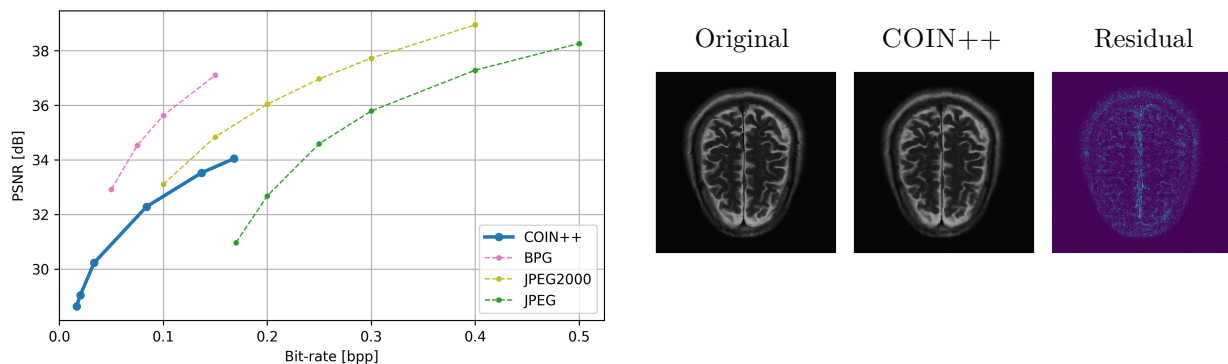 PSNR [dB]
38
36
34
32
30
0.0 0.1 0.2 0.3 0.4 0.5
Bit-rate [bpp]
COIN++
BPG
JPEG2000
JPEG
Original COIN++ Residual